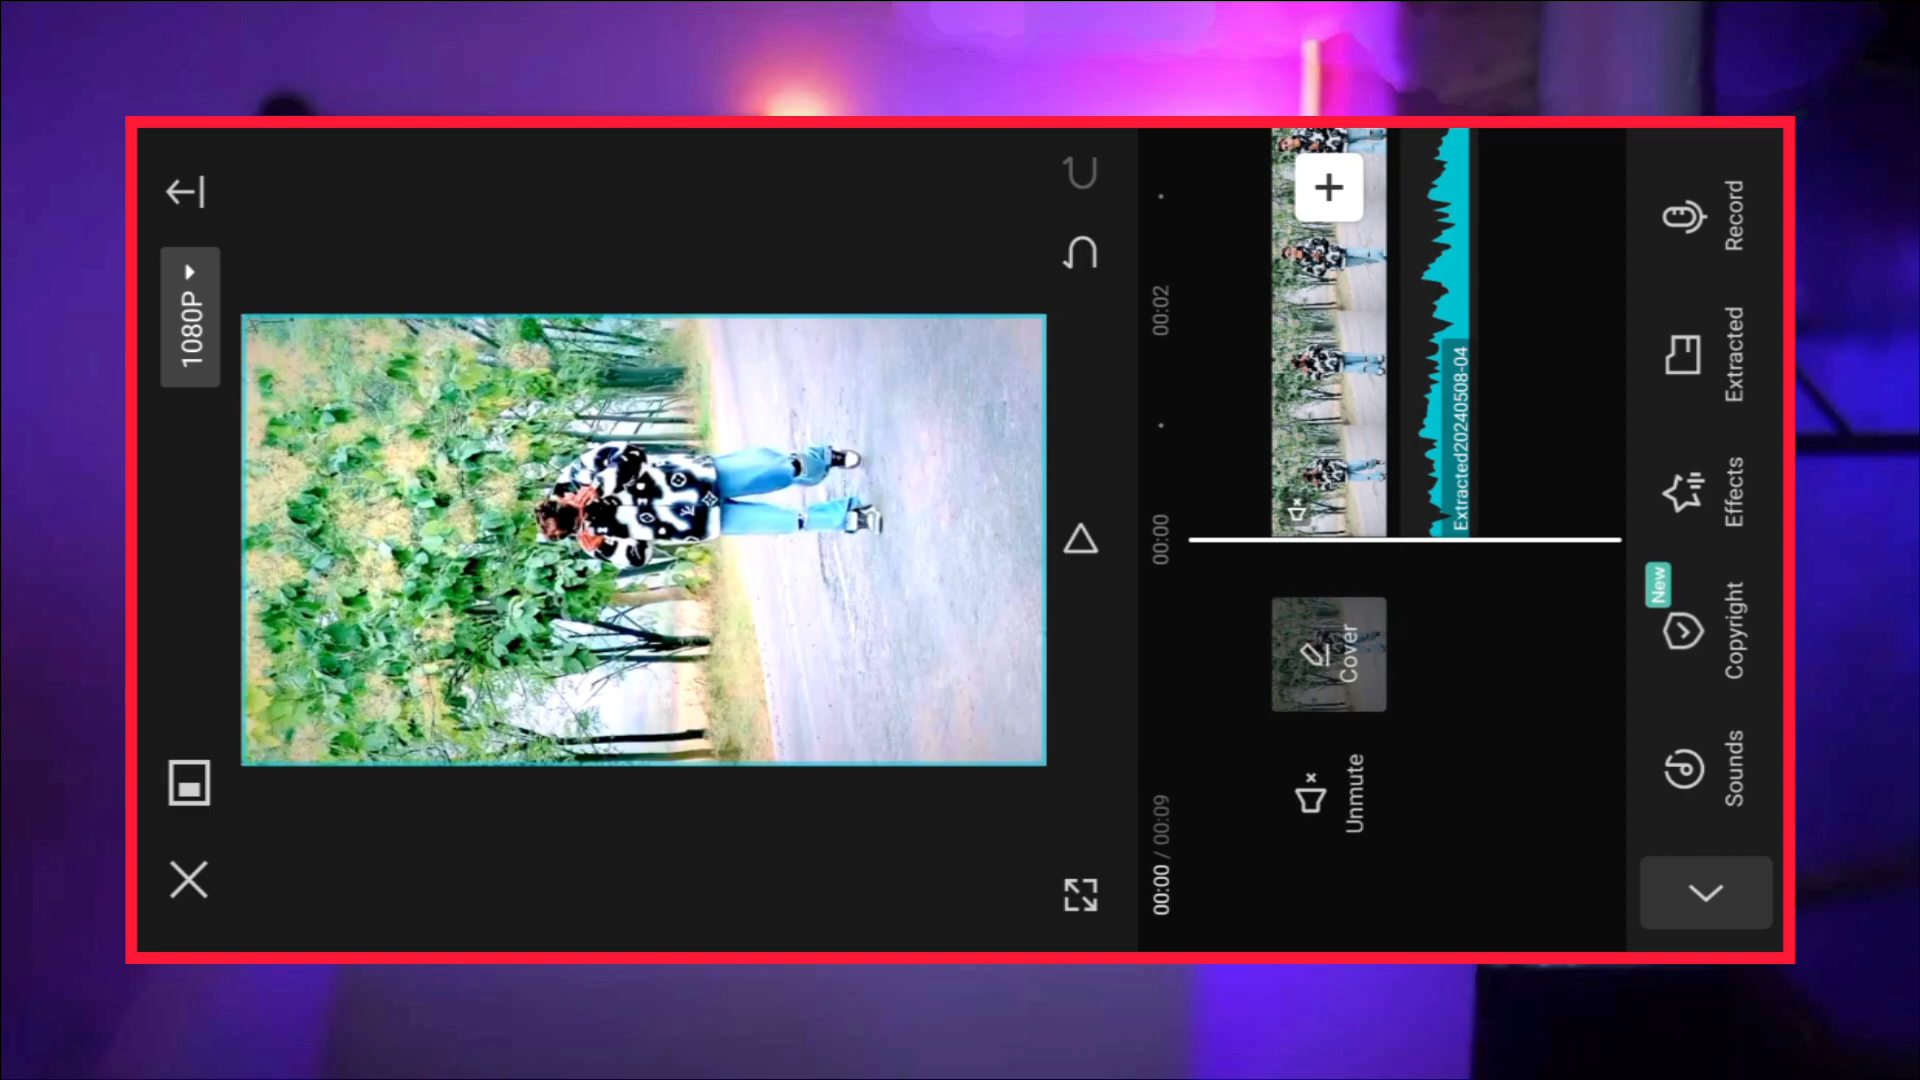 1080P
00:00 / 00:09
00:00
00:02
Unmute
Cover
Extracted20240508-04
Sounds
Copyright
New
Effects
Extracted
Record